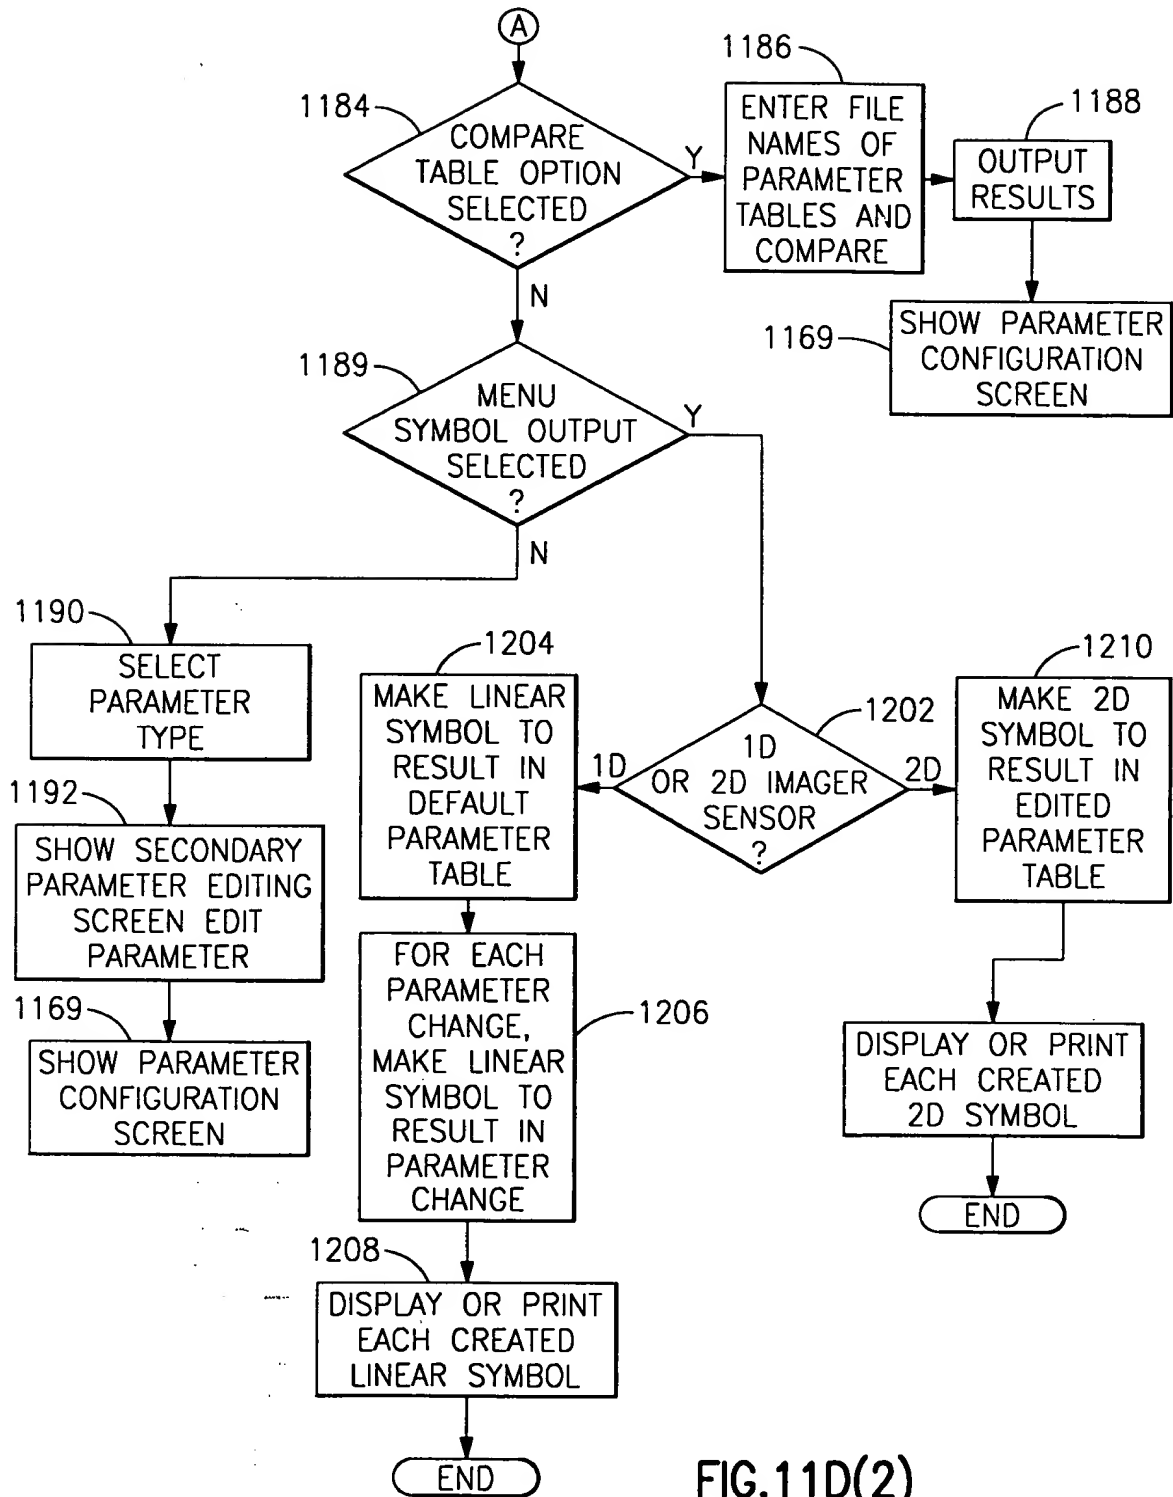 A
1184
COMPARE
TABLE OPTION
SELECTED
?
Y
N
1186
ENTER FILE
NAMES OF
PARAMETER
TABLES AND
COMPARE
1188
OUTPUT
RESULTS
1169
SHOW PARAMETER
CONFIGURATION
SCREEN
1189
MENU
SYMBOL OUTPUT
SELECTED
?
Y
N
1190
SELECT
PARAMETER
TYPE
1192
SHOW SECONDARY
PARAMETER EDITING
SCREEN EDIT
PARAMETER
1169
SHOW PARAMETER
CONFIGURATION
SCREEN
1202
1D
OR 2D IMAGER
SENSOR
?
1D
2D
1204
MAKE LINEAR
SYMBOL TO
RESULT IN
DEFAULT
PARAMETER
TABLE
1206
FOR EACH
PARAMETER
CHANGE,
MAKE LINEAR
SYMBOL TO
RESULT IN
PARAMETER
CHANGE
1208
DISPLAY OR PRINT
EACH CREATED
LINEAR SYMBOL
END
1210
MAKE 2D
SYMBOL TO
RESULT IN
EDITED
PARAMETER
TABLE
DISPLAY OR PRINT
EACH CREATED
2D SYMBOL
END
FIG.11D(2)